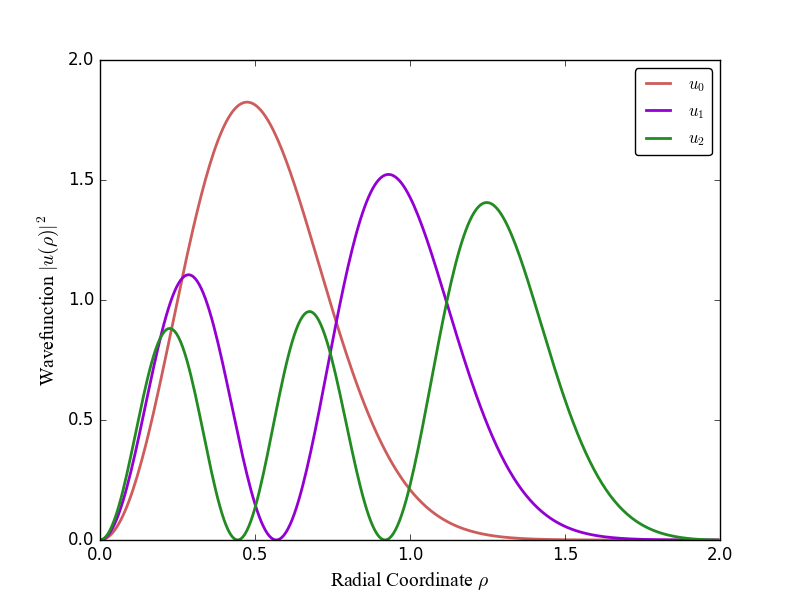 2.0
1.5
1.0
0.5
0.0
Wavefunction |u(ρ)|²
0.0 0.5 1.0 1.5 2.0
Radial Coordinate ρ
u₀
u₁
u₂